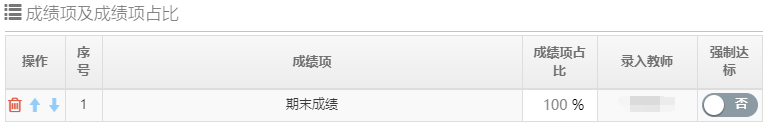 成绩项及成绩项占比
操作 序号 成绩项 成绩项占比 录入教师 强制达标
1 期末成绩 100 % 否